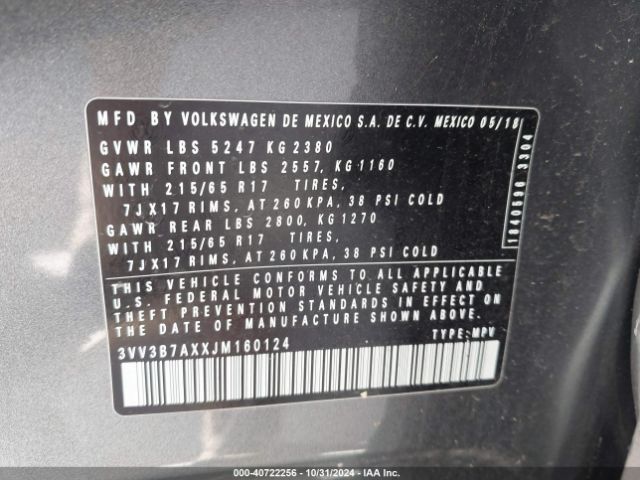 MFD BY VOLKSWAGEN DE MEXICO S.A. DE C.V. MEXICO 05/18
GVWR LBS 5247 KG 2380
GAWR FRONT LBS 2557, KG 1160
WITH 215/65 R17 TIRES,
7JX17 RIMS, AT 260 KPA, 38 PSI COLD
GAWR REAR LBS 2800, KG 1270
WITH 215/65 R17 TIRES,
7JX17 RIMS, AT 260 KPA, 38 PSI COLD
THIS VEHICLE CONFORMS TO ALL APPLICABLE
U.S. FEDERAL MOTOR VEHICLE SAFETY AND
THEFT PREVENTION STANDARDS IN EFFECT ON
THE DATE OF MANUFACTURE SHOWN ABOVE.
3VV3B7AXXJM160124 TYPE: MPV
1840590 3304
000-40722256 - 10/31/2024 - IAA Inc.